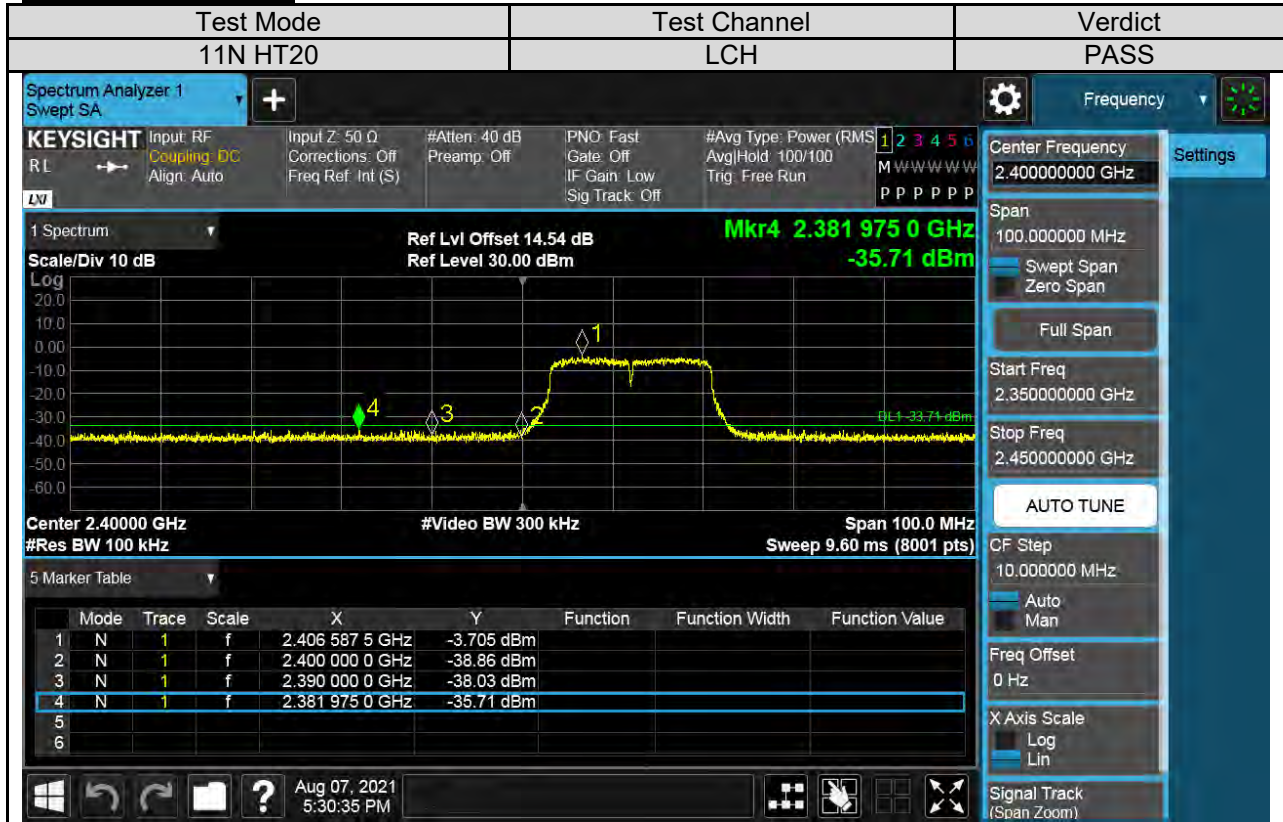 Test Mode Test Channel Verdict
11N HT20 LCH PASS
Spectrum Analyzer 1
Swept SA
Frequency
KEYSIGHT Input: RF Input Z: 50 Ω #Atten: 40 dB PNO: Fast #Avg Type: Power (RMS 1 2 3 4 5 6
RL Coupling: DC Corrections: Off Preamp: Off Gate: Off Avg|Hold: 100/100 M W W W W W
Align: Auto Freq Ref: Int (S) IF Gain: Low Trig: Free Run
LXI Sig Track: Off P P P P P P
Center Frequency
2.400000000 GHz
Settings
1 Spectrum
Ref Lvl Offset 14.54 dB Mkr4 2.381 975 0 GHz
Scale/Div 10 dB Ref Level 30.00 dBm -35.71 dBm
Log
20.0
10.0
0.00
-10.0
-20.0
-30.0
-40.0
-50.0
-60.0
1
4 3 2
DL1 -33.71 dBm
Center 2.40000 GHz #Video BW 300 kHz Span 100.0 MHz
#Res BW 100 kHz Sweep 9.60 ms (8001 pts)
5 Marker Table
Mode Trace Scale X Y Function Function Width Function Value
1 N 1 f 2.406 587 5 GHz -3.705 dBm
2 N 1 f 2.400 000 0 GHz -38.86 dBm
3 N 1 f 2.390 000 0 GHz -38.03 dBm
4 N 1 f 2.381 975 0 GHz -35.71 dBm
5
6
Span
100.000000 MHz
Swept Span
Zero Span
Full Span
Start Freq
2.350000000 GHz
Stop Freq
2.450000000 GHz
AUTO TUNE
CF Step
10.000000 MHz
Auto
Man
Freq Offset
0 Hz
X Axis Scale
Log
Lin
Signal Track
(Span Zoom)
?
Aug 07, 2021
5:30:35 PM